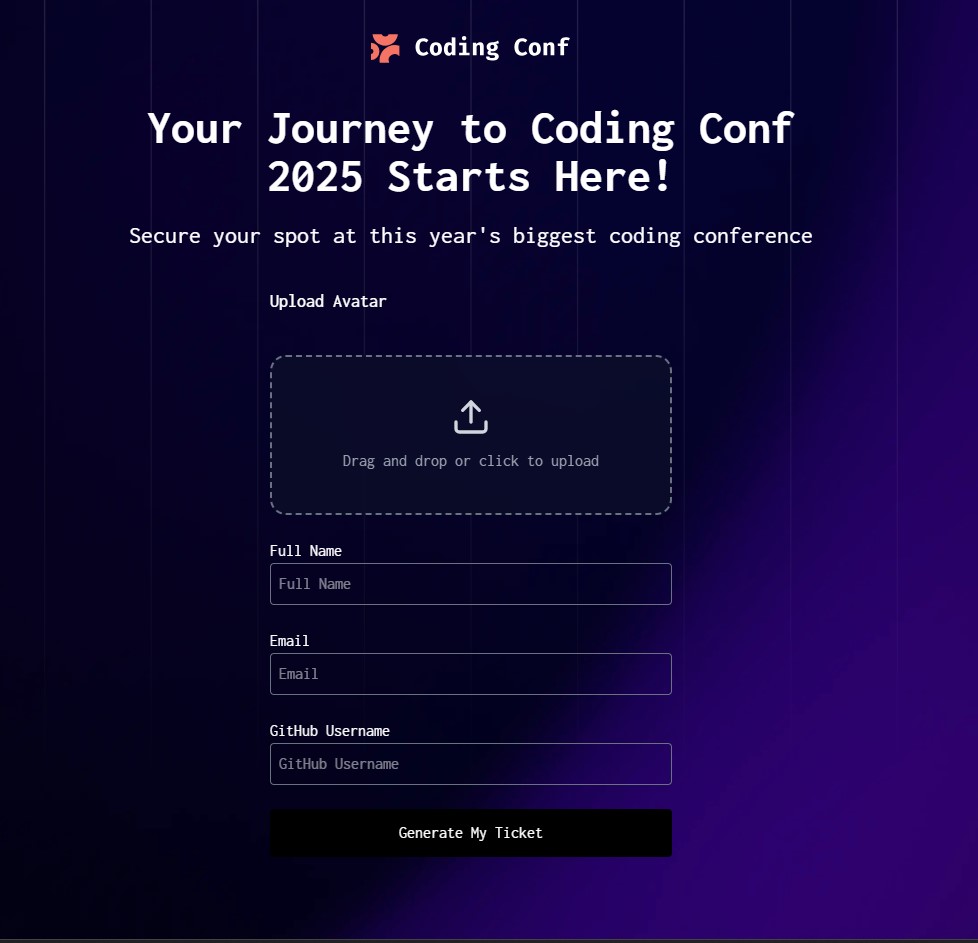 Coding Conf
Your Journey to Coding Conf
2025 Starts Here!
Secure your spot at this year's biggest coding conference
Upload Avatar
Drag and drop or click to upload
Full Name
Full Name
Email
Email
GitHub Username
GitHub Username
Generate My Ticket